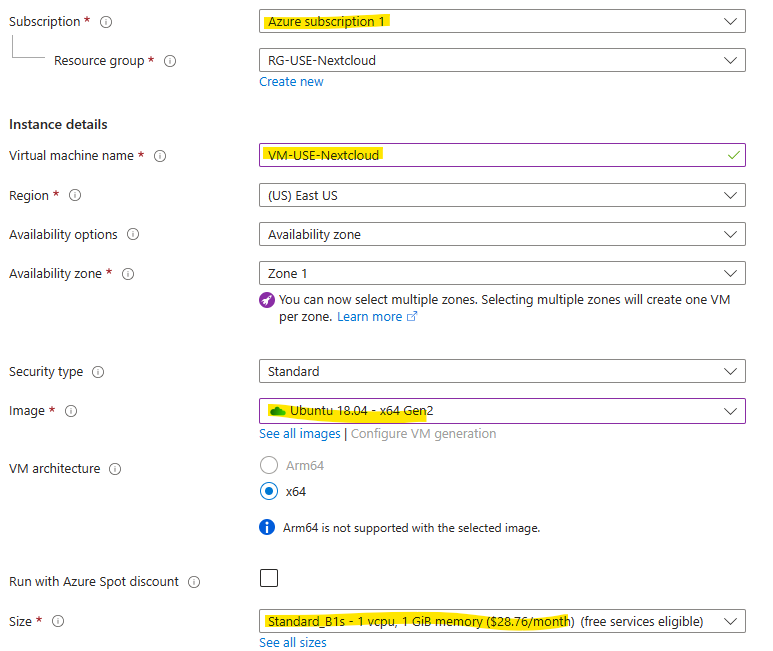 Subscription *
Azure subscription 1
Resource group *
RG-USE-Nextcloud
Create new
Instance details
Virtual machine name *
VM-USE-Nextcloud
Region *
(US) East US
Availability options
Availability zone
Availability zone *
Zone 1
You can now select multiple zones. Selecting multiple zones will create one VM
per zone. Learn more
Security type
Standard
Image *
Ubuntu 18.04 - x64 Gen2
See all images | Configure VM generation
VM architecture
Arm64
x64
Arm64 is not supported with the selected image.
Run with Azure Spot discount
Size *
Standard_B1s - 1 vcpu, 1 GiB memory ($28.76/month) (free services eligible)
See all sizes